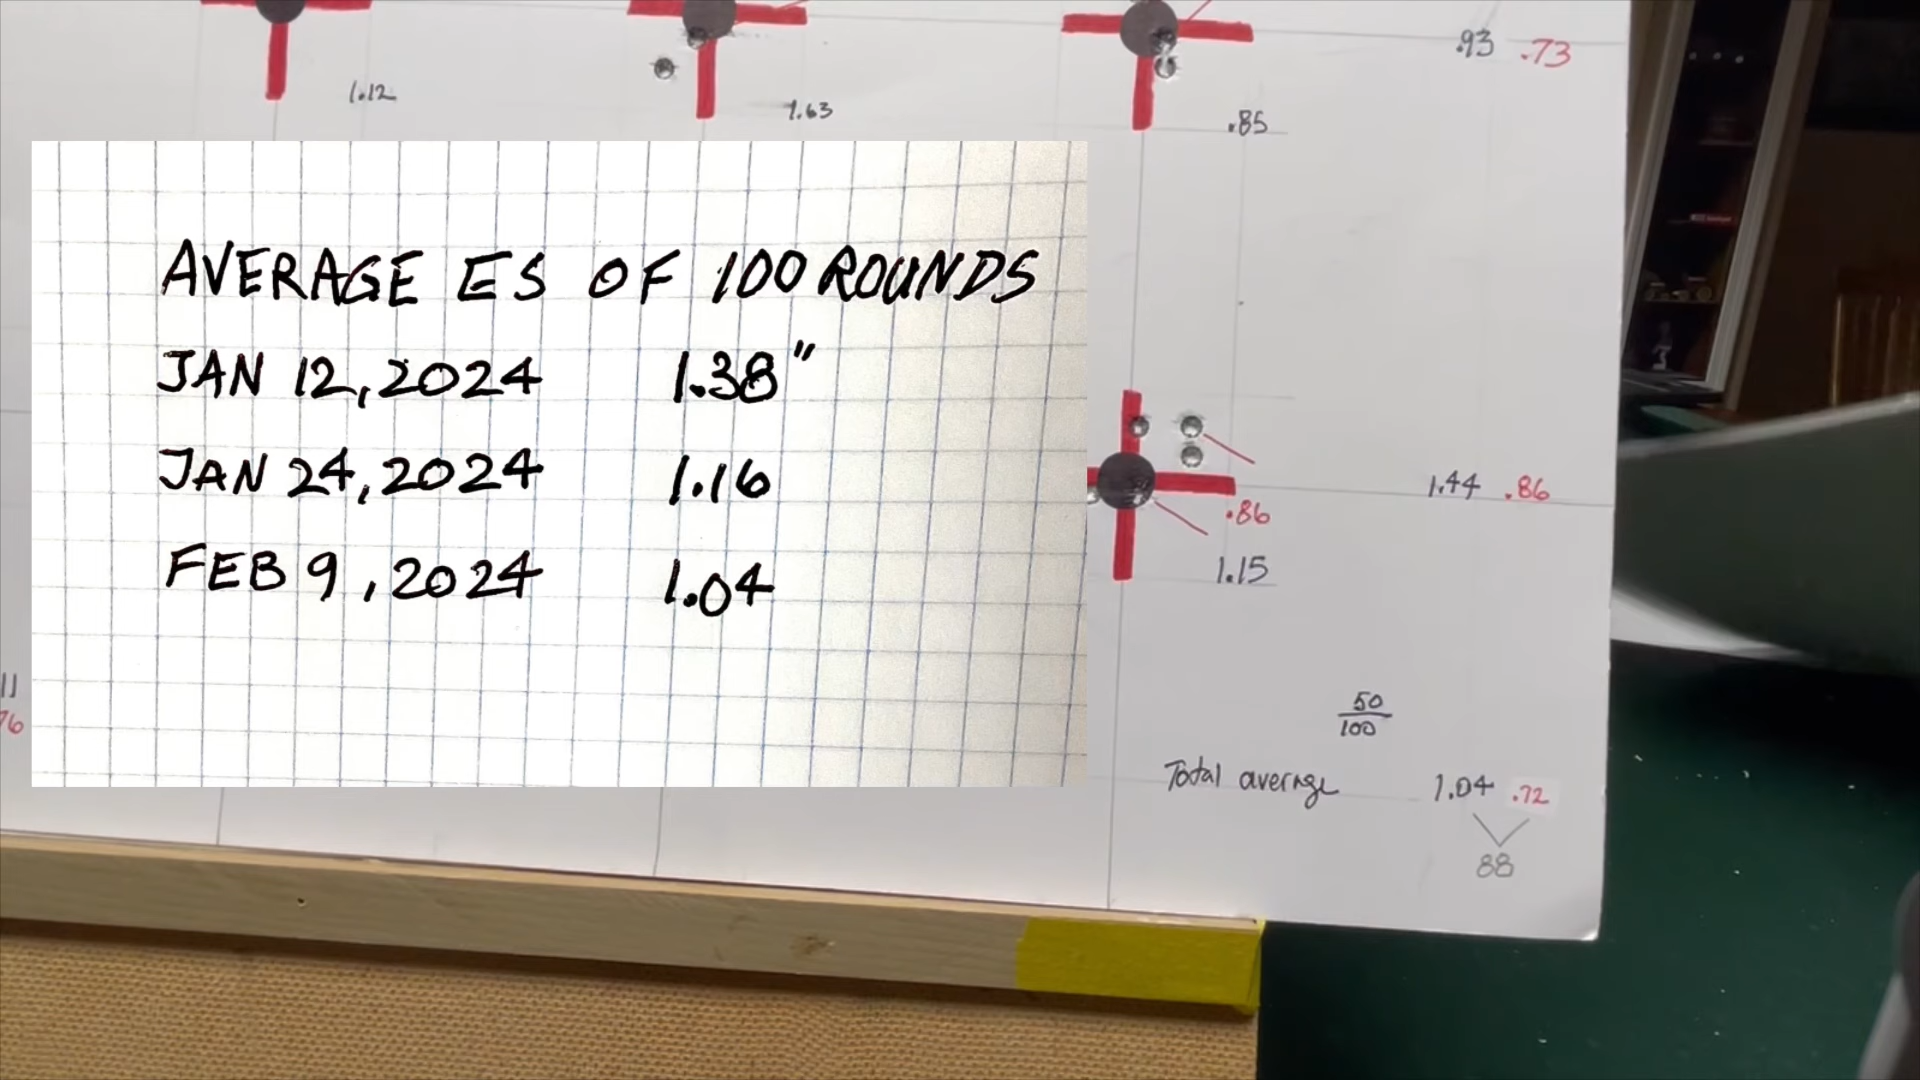 .93 .73
1.12
1.63
.85
AVERAGE ES OF 100 ROUNDS
JAN 12, 2024 1.38"
JAN 24, 2024 1.16
FEB 9, 2024 1.04
1.44 .86
.86
1.15
11
76
50
100
Total average 1.04 .72
88